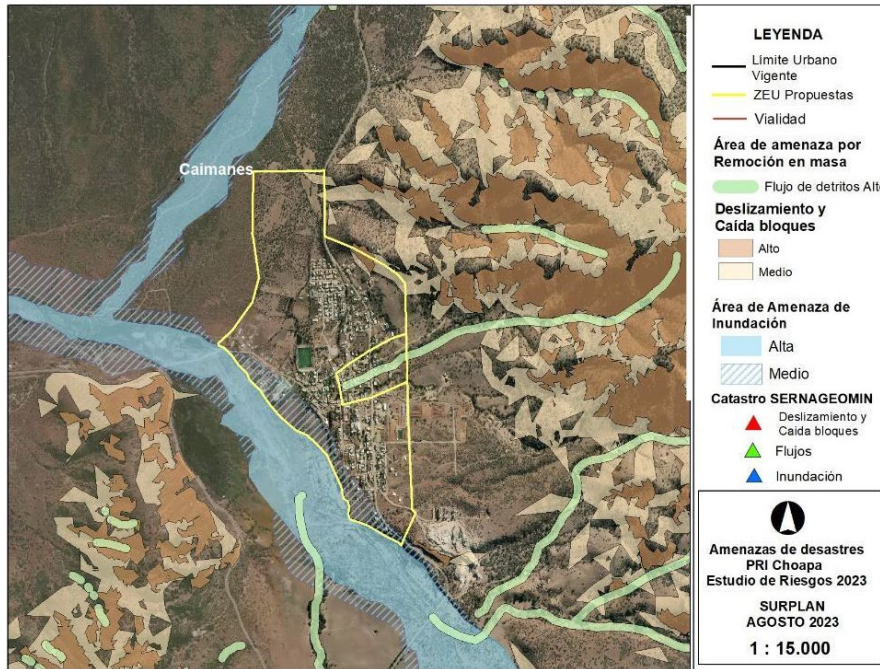 Caimanes
LEYENDA
Límite Urbano
Vigente
ZEU Propuestas
Vialidad
Área de amenaza por
Remoción en masa
Flujo de detritos Alto
Deslizamiento y
Caída bloques
Alto
Medio
Área de Amenaza de
Inundación
Alta
Medio
Catastro SERNAGEOMIN
Deslizamiento y
Caida bloques
Flujos
Inundación
Amenazas de desastres
PRI Choapa
Estudio de Riesgos 2023
SURPLAN
AGOSTO 2023
1 : 15.000